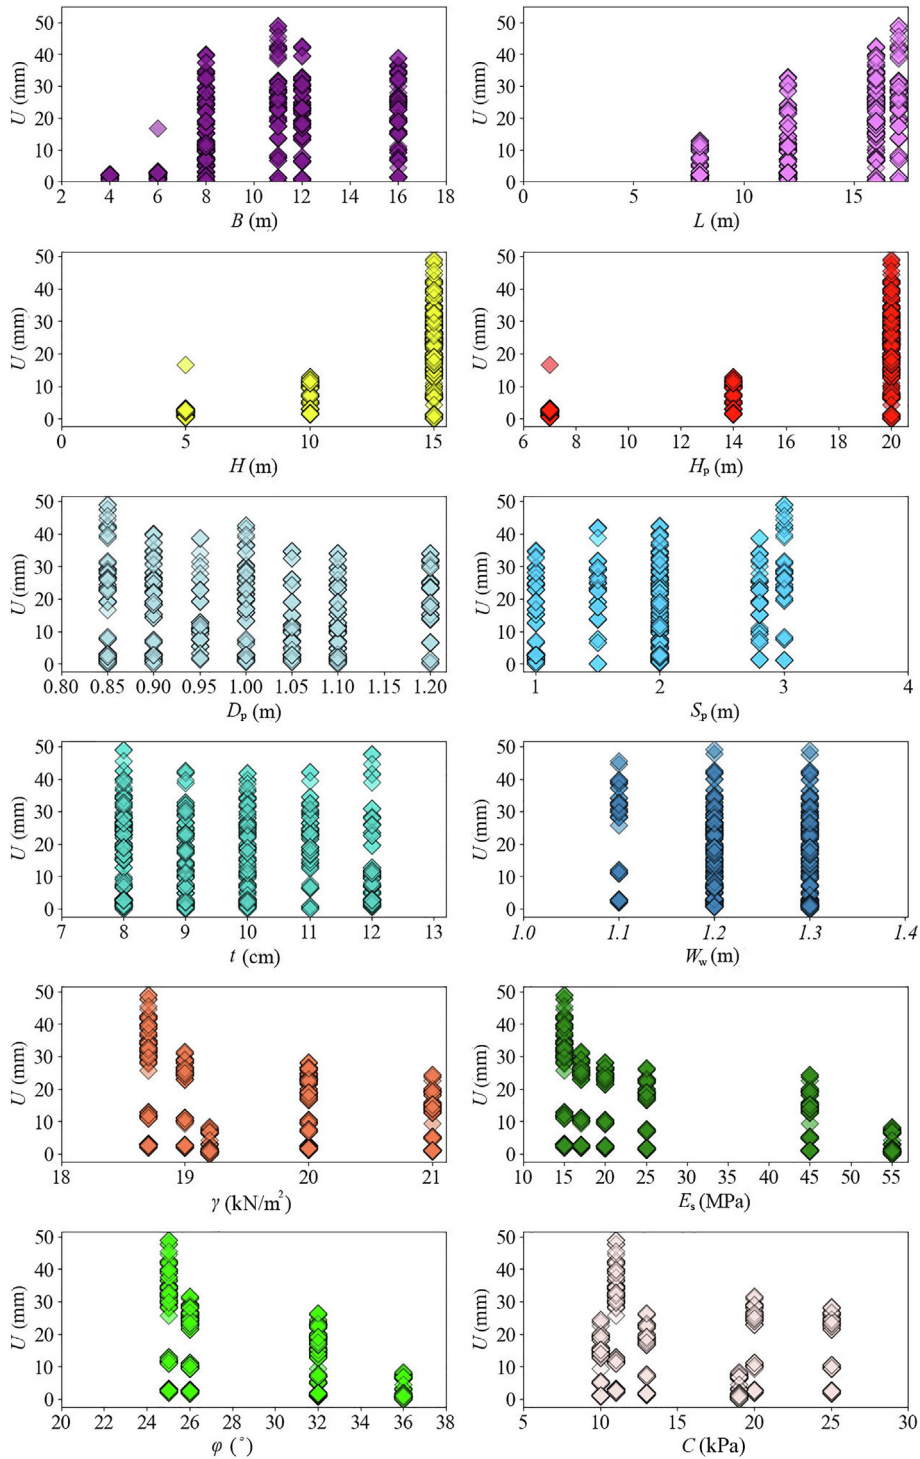 50
40
30
20
10
0
U (mm)
2 4 6 8 10 12 14 16 18
B (m)
50
40
30
20
10
0
U (mm)
0 5 10 15
L (m)
50
40
30
20
10
0
U (mm)
0 5 10 15
H (m)
50
40
30
20
10
0
U (mm)
6 8 10 12 14 16 18 20
Hp (m)
50
40
30
20
10
0
U (mm)
0.80 0.85 0.90 0.95 1.00 1.05 1.10 1.15 1.20
Dp (m)
50
40
30
20
10
0
U (mm)
1 2 3 4
Sp (m)
50
40
30
20
10
0
U (mm)
7 8 9 10 11 12 13
t (cm)
50
40
30
20
10
0
U (mm)
1.0 1.1 1.2 1.3 1.4
Ww (m)
50
40
30
20
10
0
U (mm)
18 19 20 21
γ (kN/m²)
50
40
30
20
10
0
U (mm)
10 15 20 25 30 35 40 45 50 55
Es (MPa)
50
40
30
20
10
0
U (mm)
20 22 24 26 28 30 32 34 36 38
φ (°)
50
40
30
20
10
0
U (mm)
5 10 15 20 25 30
C (kPa)